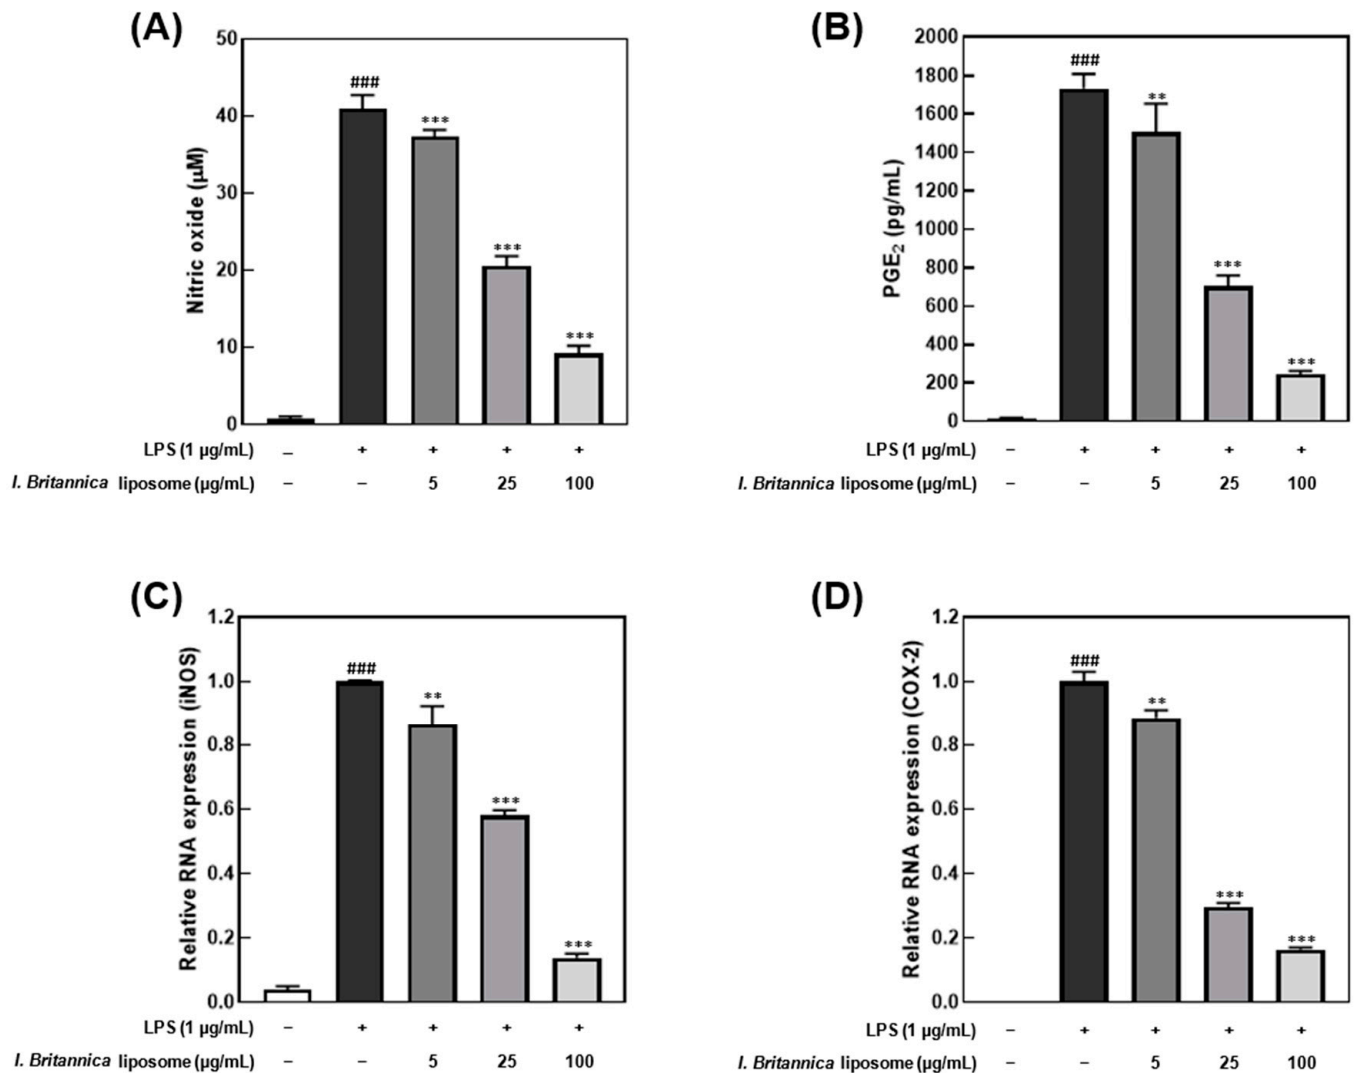 (A)
Nitric oxide (µM)
50
40
30
20
10
0
###
***
***
***
LPS (1 µg/mL) – + + + +
I. Britannica liposome (µg/mL) – – 5 25 100
(B)
PGE2 (pg/mL)
2000
1800
1600
1400
1200
1000
800
600
400
200
0
###
**
***
***
LPS (1 µg/mL) – + + + +
I. Britannica liposome (µg/mL) – – 5 25 100
(C)
Relative RNA expression (iNOS)
1.2
1.0
0.8
0.6
0.4
0.2
0.0
###
**
***
***
LPS (1 µg/mL) – + + + +
I. Britannica liposome (µg/mL) – – 5 25 100
(D)
Relative RNA expression (COX-2)
1.2
1.0
0.8
0.6
0.4
0.2
0.0
###
**
***
***
LPS (1 µg/mL) – + + + +
I. Britannica liposome (µg/mL) – – 5 25 100